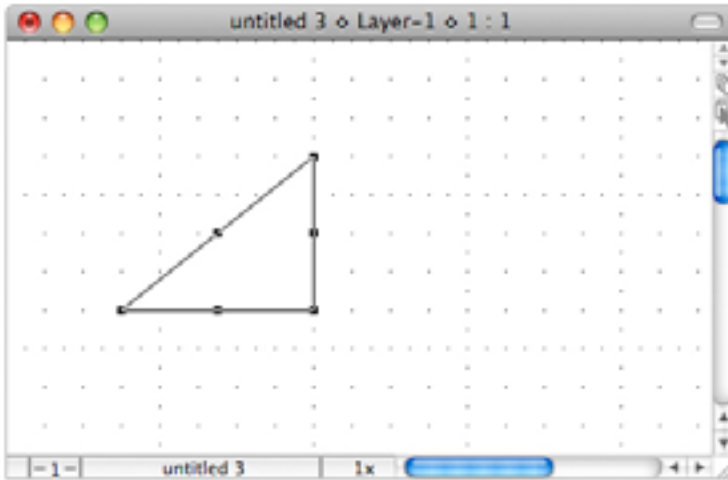 untitled 3 ◇ Layer-1 ◇ 1 : 1
-1- untitled 3 1x